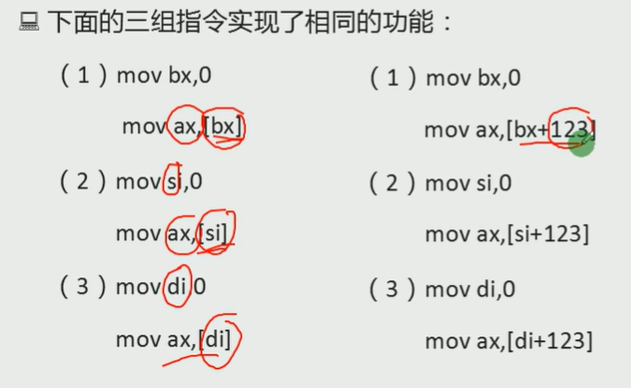 下面的三组指令实现了相同的功能：
（1）mov bx,0
mov ax,[bx]
（2）mov si,0
mov ax,[si]
（3）mov di,0
mov ax,[di]
（1）mov bx,0
mov ax,[bx+123]
（2）mov si,0
mov ax,[si+123]
（3）mov di,0
mov ax,[di+123]